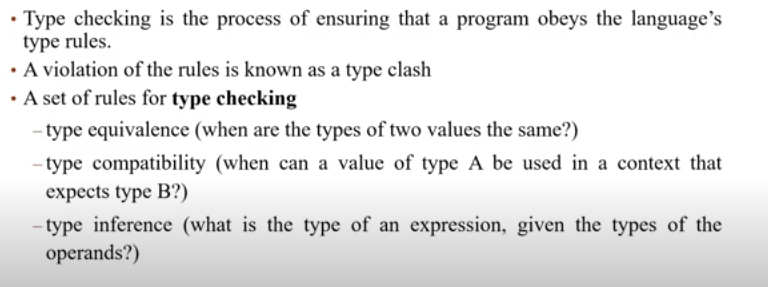 • Type checking is the process of ensuring that a program obeys the language’s
type rules.
• A violation of the rules is known as a type clash
• A set of rules for type checking
–type equivalence (when are the types of two values the same?)
–type compatibility (when can a value of type A be used in a context that
expects type B?)
–type inference (what is the type of an expression, given the types of the
operands?)